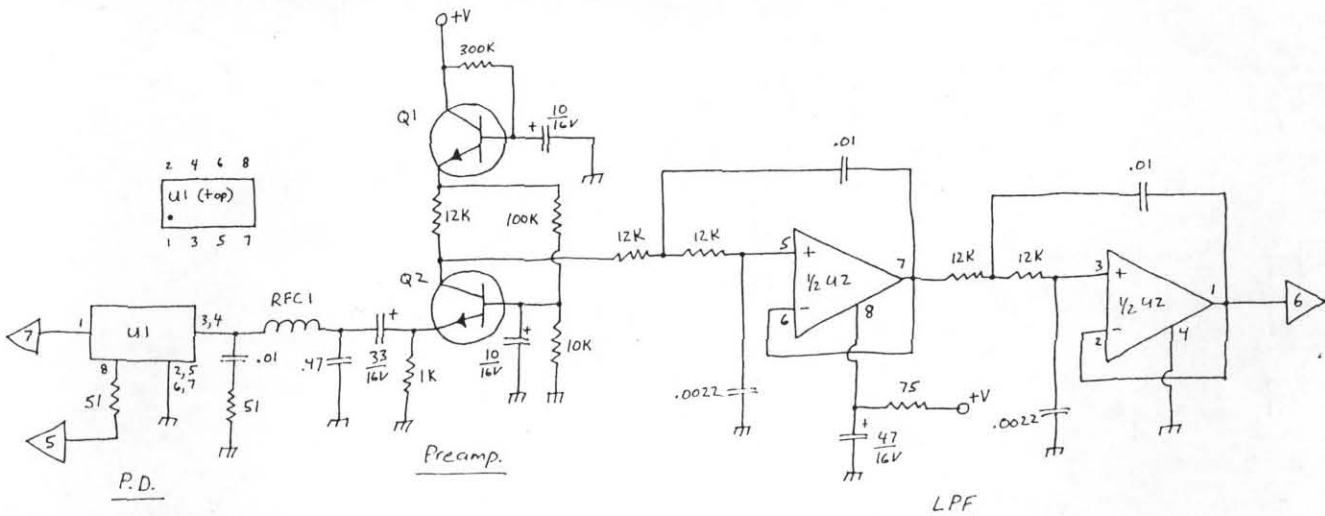 +V
300K
Q1
+
10
16V
2 4 6 8
U1 (top)
1 3 5 7
12K
100K
.01
.01
12K
12K
5
+
7
12K
12K
3
+
1
6
½ U2
½ U2
Q2
RFC1
7
1
U1
3,4
+
8
6
-
2
-
4
8
2,5
6,7
.01
.47
33
16V
1K
10
16V
+
10K
51
51
.0022
75
+V
.0022
5
+
47
16V
Preamp.
P.D.
LPF